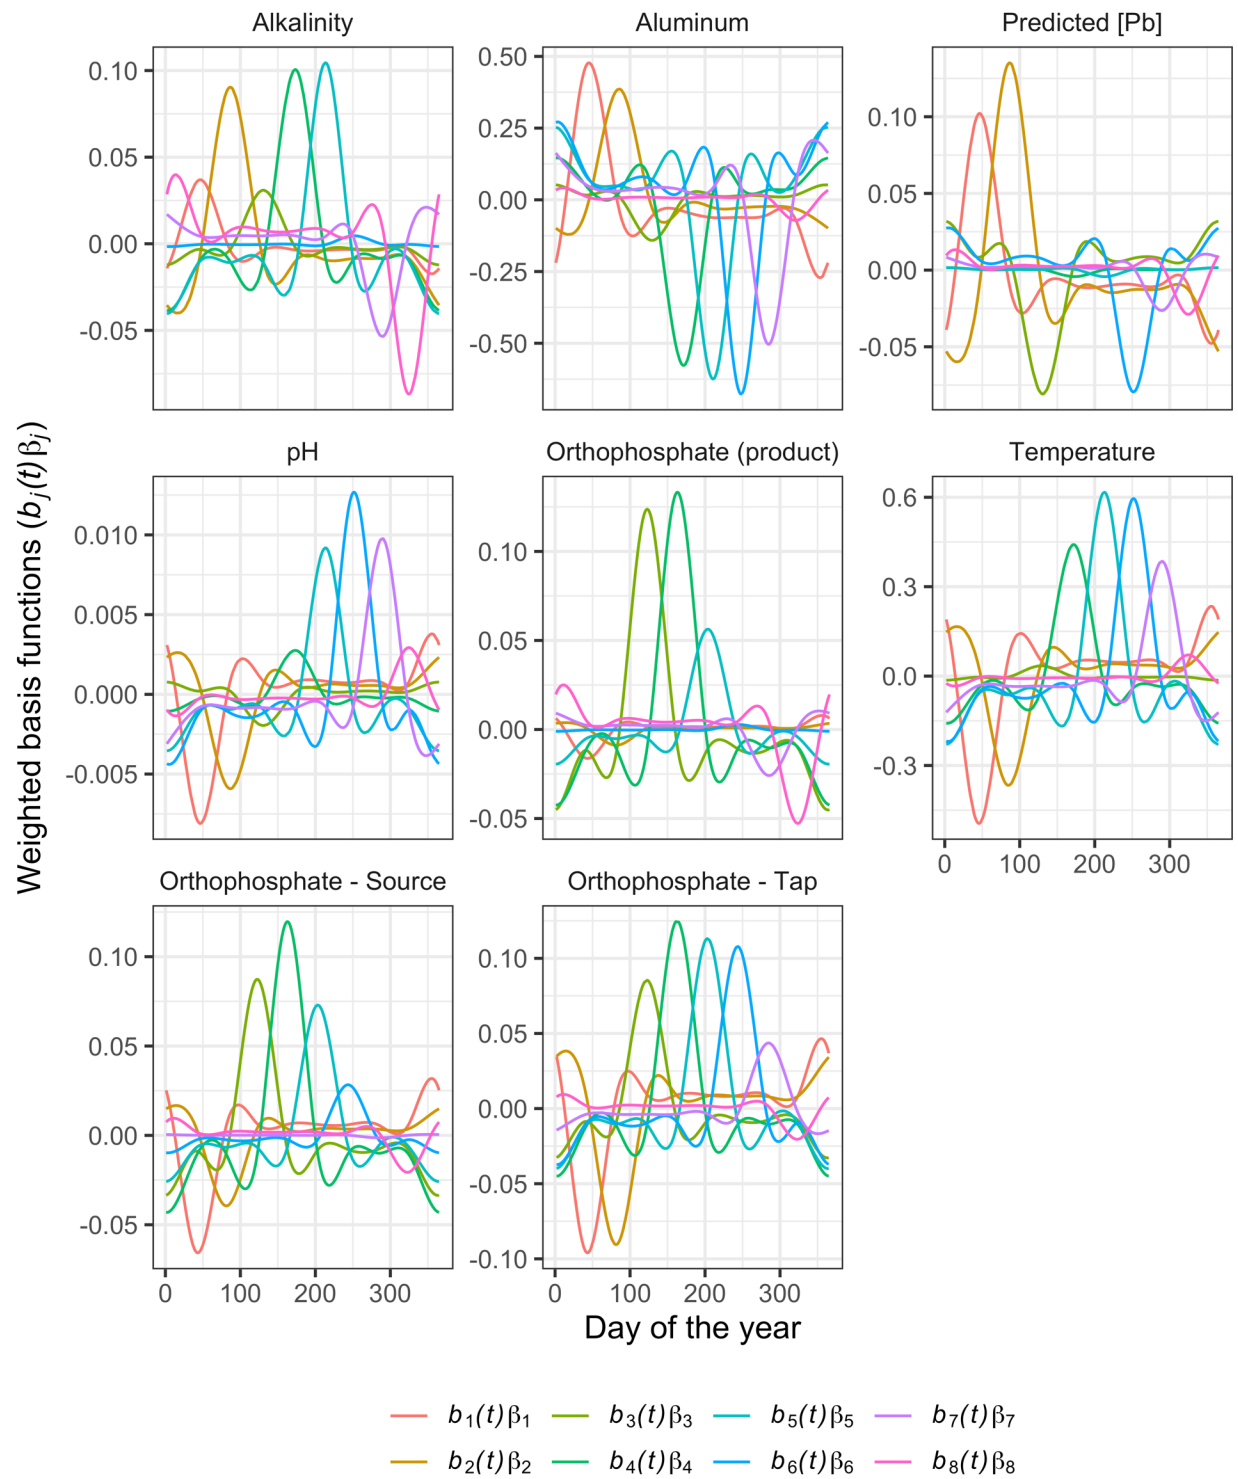 Alkalinity Aluminum Predicted [Pb]
0.10 0.50
0.05 0.25 0.10
0.00 0.00 0.05
-0.05 -0.25 0.00
-0.50 -0.05
Weighted basis functions (bj(t)βj)
pH Orthophosphate (product) Temperature
0.010 0.10 0.6
0.005 0.05 0.3
0.000 0.00 0.0
-0.005 -0.05 -0.3
0 100 200 300
Orthophosphate - Source Orthophosphate - Tap
0.10 0.10
0.05 0.05
0.00 0.00
-0.05 -0.05
-0.10
0 100 200 300 0 100 200 300
Day of the year
b1(t)β1 b3(t)β3 b5(t)β5 b7(t)β7
b2(t)β2 b4(t)β4 b6(t)β6 b8(t)β8